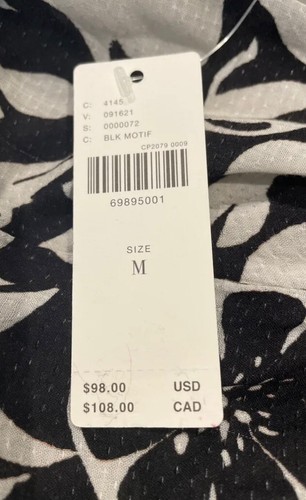 C: 4145
V: 091621
S: 0000072
C: BLK MOTIF
CP2079 0009
69895001
SIZE
M
$98.00 USD
$108.00 CAD